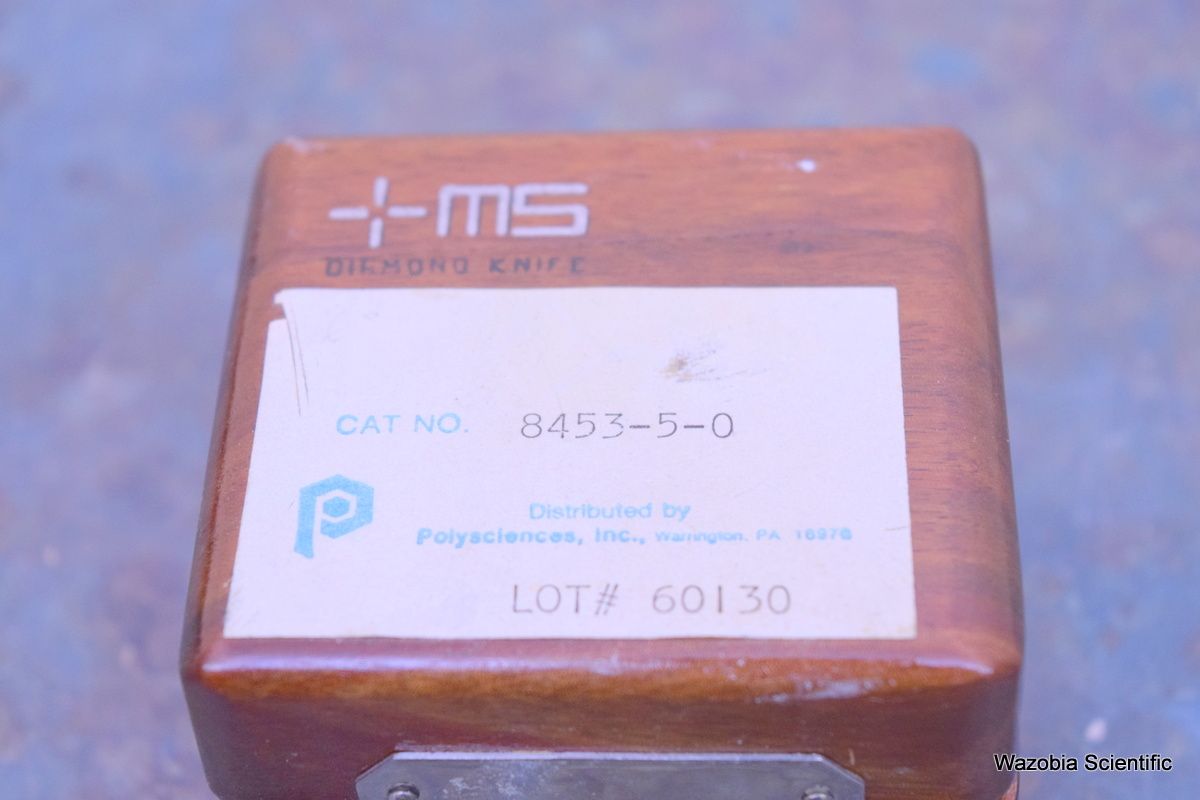 MS
DIAMOND KNIFE
CAT NO. 8453-5-0
P
Distributed by
Polysciences, Inc., Warrington, PA 18976
LOT# 60130
Wazobia Scientific